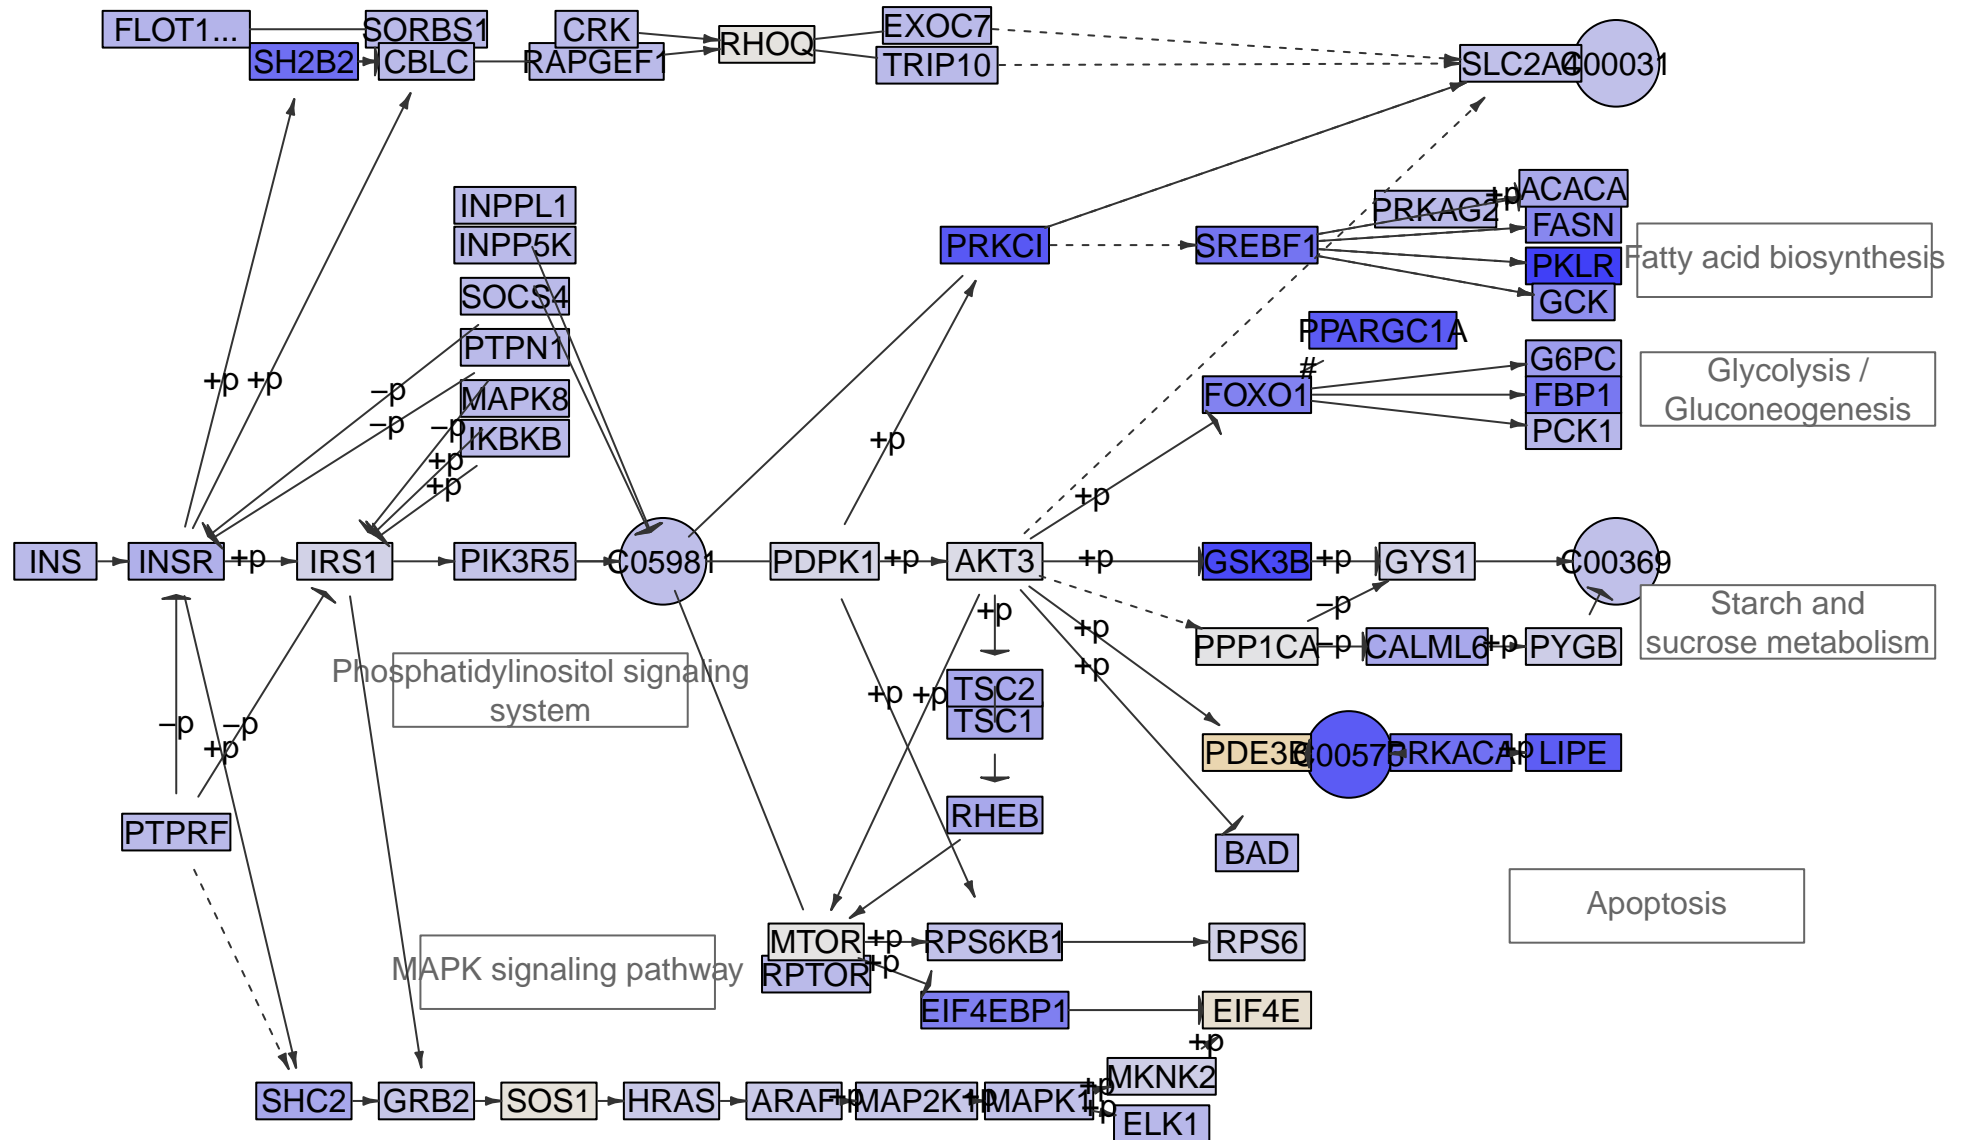 FLOT1...
SORBS1
CRK
EXOC7
SH2B2
CBLC
RAPGEF1
RHOQ
TRIP10
SLC2A4
C00031
INPPL1
INPP5K
SOCS4
PTPN1
MAPK8
IKBKB
PRKCI
SREBF1
PRKAG2
+p
ACACA
FASN
PKLR
GCK
Fatty acid biosynthesis
PPARGC1A
#
FOXO1
G6PC
FBP1
PCK1
Glycolysis /
Gluconeogenesis
+p
+p
−p
−p
−p
+p
+p
+p
+p
INS
INSR
+p
IRS1
PIK3R5
C05981
PDPK1
+p
AKT3
+p
GSK3B
+p
GYS1
C00369
−p
PPP1CA
−p
CALML6
+p
PYGB
Starch and
sucrose metabolism
+p
+p
+p
Phosphatidylinositol signaling
system
+p
+p
TSC2
TSC1
−p
−p
+p
PDE3B
C00575
PRKACA
+p
LIPE
PTPRF
RHEB
BAD
Apoptosis
MAPK signaling pathway
MTOR
RPTOR
+p
+p
RPS6KB1
RPS6
EIF4EBP1
EIF4E
+p
SHC2
GRB2
SOS1
HRAS
ARAF
+p
MAP2K1
+p
MAPK1
+p
+p
MKNK2
ELK1